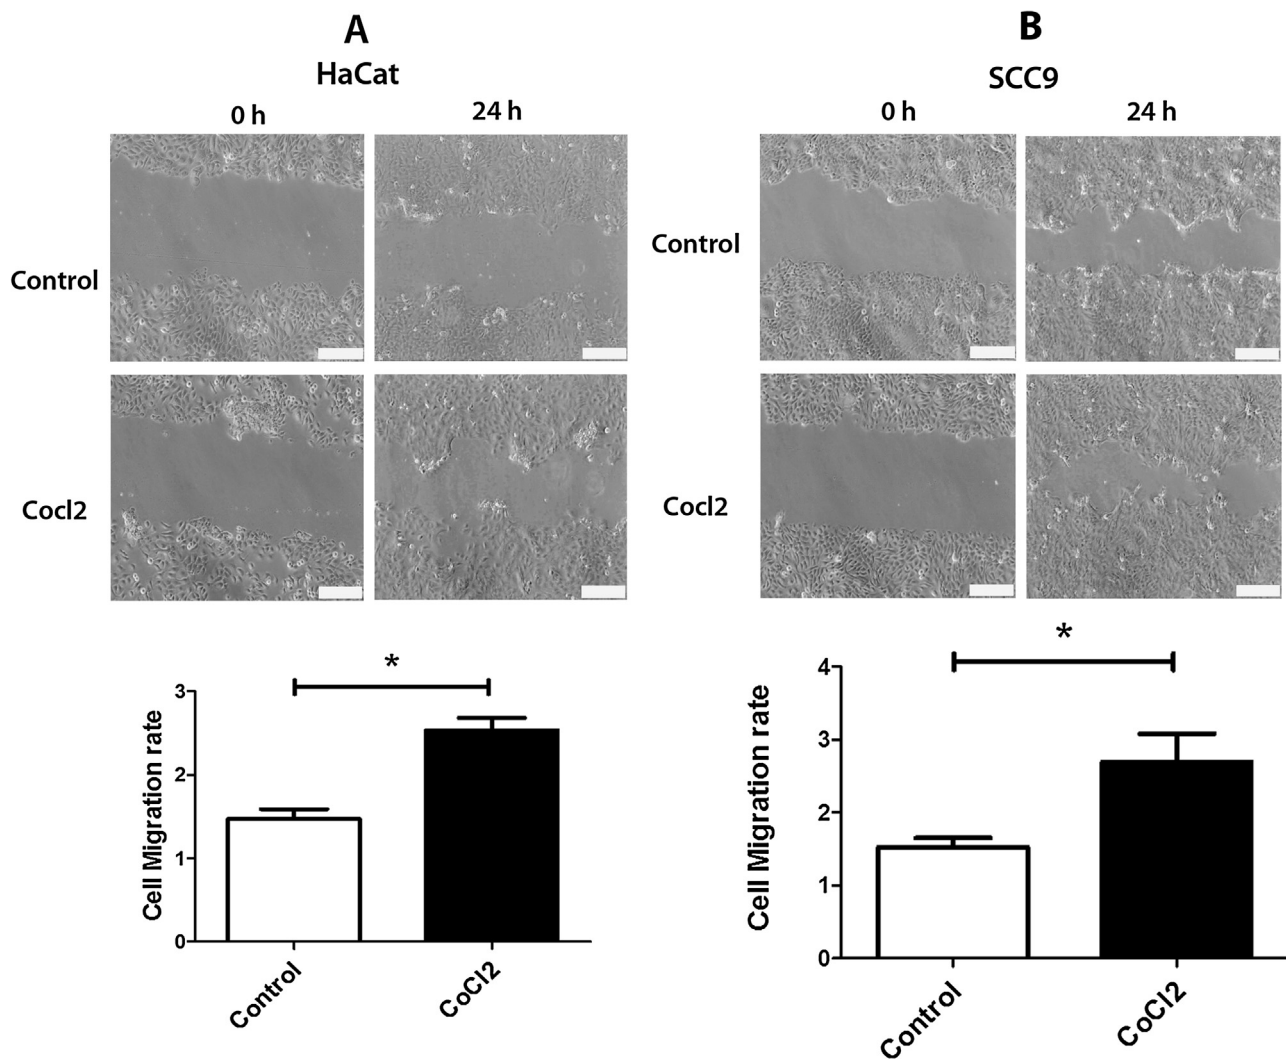 A
HaCat
0 h
24 h
Control
Cocl2
*
3
2
1
0
Cell Migration rate
Control
CoCl2
B
SCC9
0 h
24 h
Control
Cocl2
*
4
3
2
1
0
Cell Migration rate
Control
CoCl2